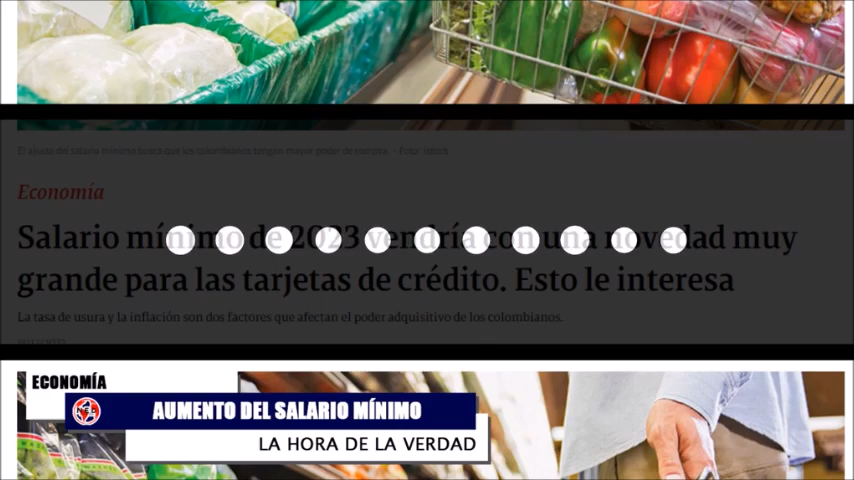 El ajuste del salario mínimo busca que los colombianos tengan mayor poder de compra. - Foto: istock
Economía
Salario mínimo de 2023 vendría con una novedad muy
grande para las tarjetas de crédito. Esto le interesa
La tasa de usura y la inflación son dos factores que afectan el poder adquisitivo de los colombianos.
ECONOMÍA
AUMENTO DEL SALARIO MÍNIMO
LA HORA DE LA VERDAD